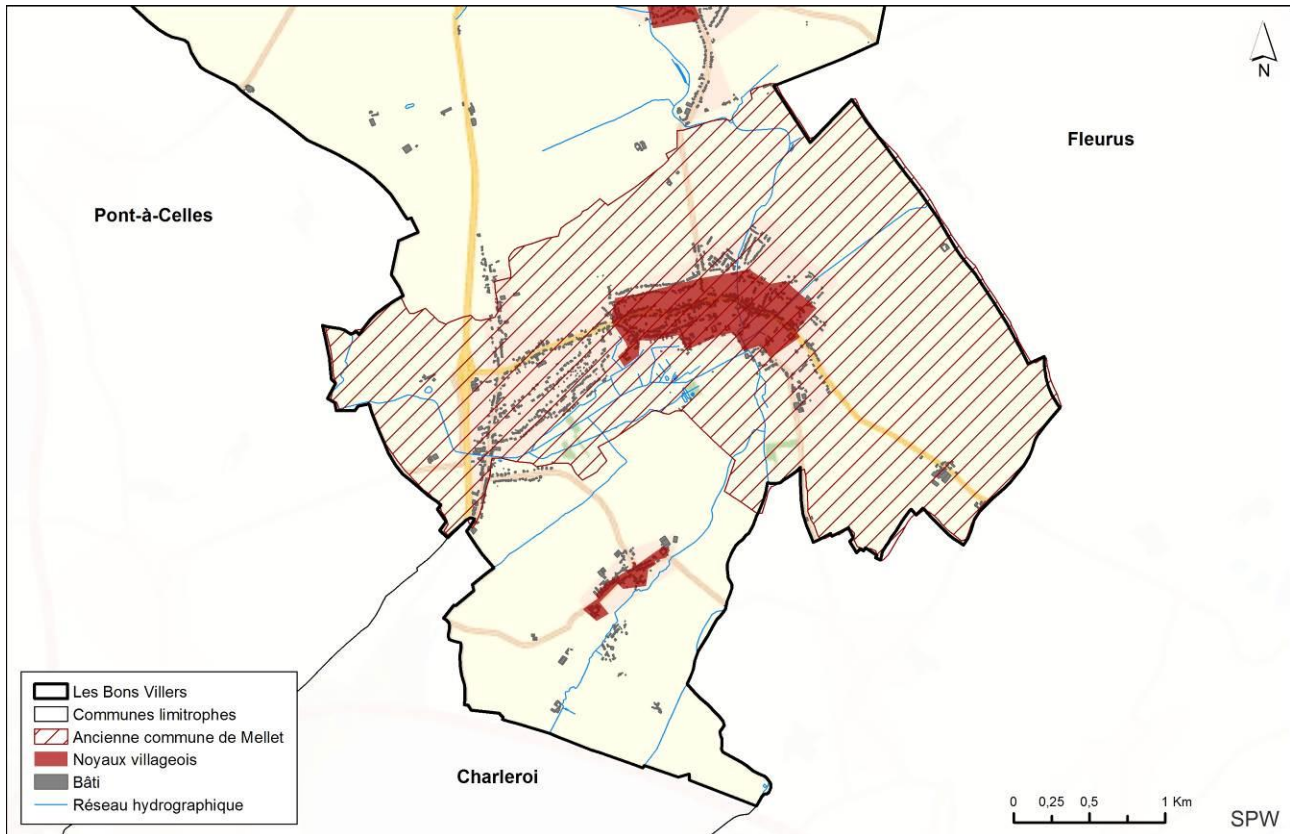 N
Fleurus
Pont-à-Celles
Charleroi
Les Bons Villers
Communes limitrophes
Ancienne commune de Mellet
Noyaux villageois
Bâti
Réseau hydrographique
0 0,25 0,5 1 Km
SPW